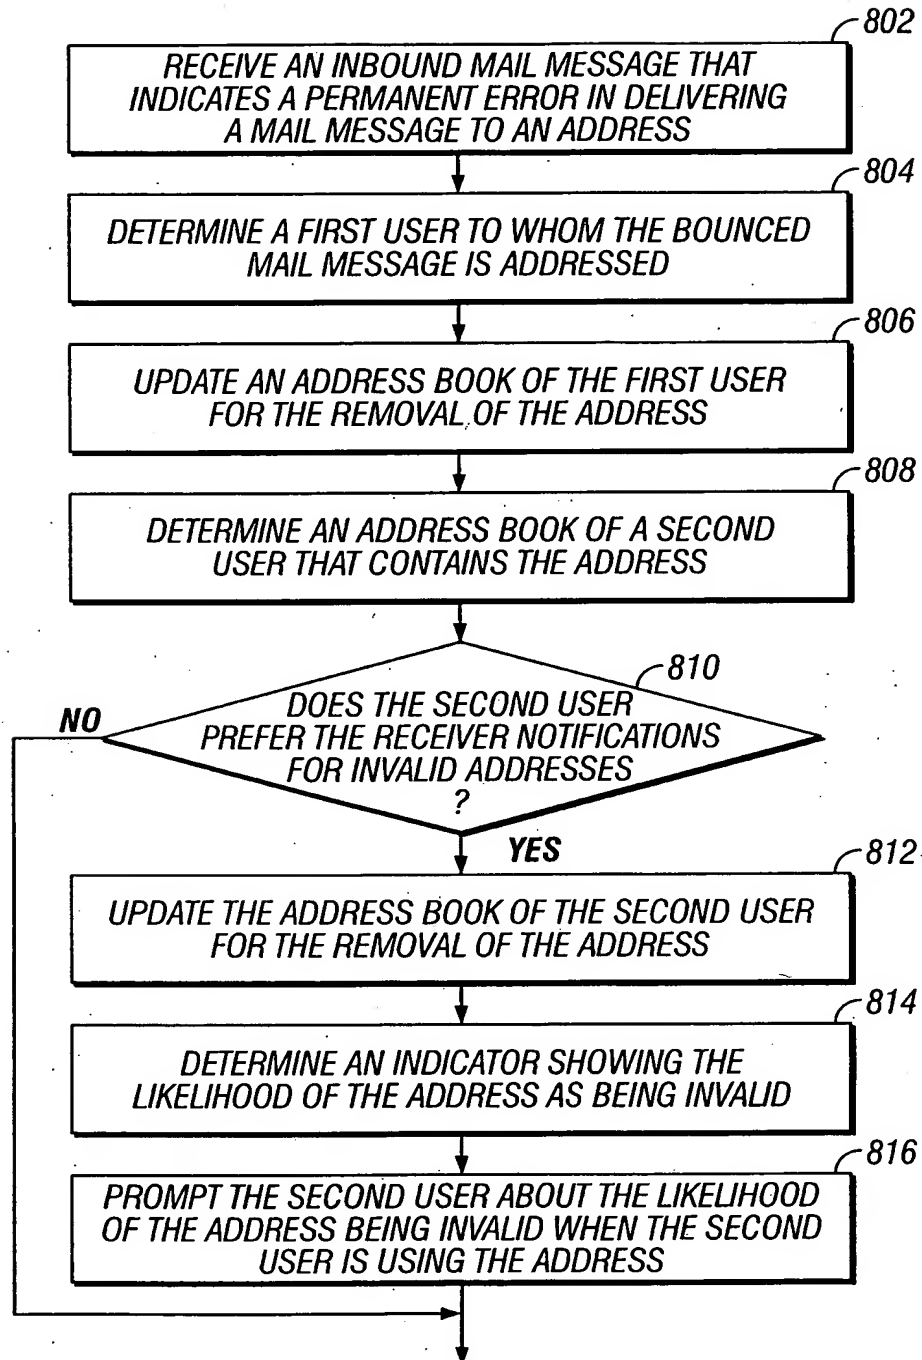 802
RECEIVE AN INBOUND MAIL MESSAGE THAT
INDICATES A PERMANENT ERROR IN DELIVERING
A MAIL MESSAGE TO AN ADDRESS
804
DETERMINE A FIRST USER TO WHOM THE BOUNCED
MAIL MESSAGE IS ADDRESSED
806
UPDATE AN ADDRESS BOOK OF THE FIRST USER
FOR THE REMOVAL OF THE ADDRESS
808
DETERMINE AN ADDRESS BOOK OF A SECOND
USER THAT CONTAINS THE ADDRESS
810
DOES THE SECOND USER
PREFER THE RECEIVER NOTIFICATIONS
FOR INVALID ADDRESSES
?
NO
YES
812
UPDATE THE ADDRESS BOOK OF THE SECOND USER
FOR THE REMOVAL OF THE ADDRESS
814
DETERMINE AN INDICATOR SHOWING THE
LIKELIHOOD OF THE ADDRESS AS BEING INVALID
816
PROMPT THE SECOND USER ABOUT THE LIKELIHOOD
OF THE ADDRESS BEING INVALID WHEN THE SECOND
USER IS USING THE ADDRESS